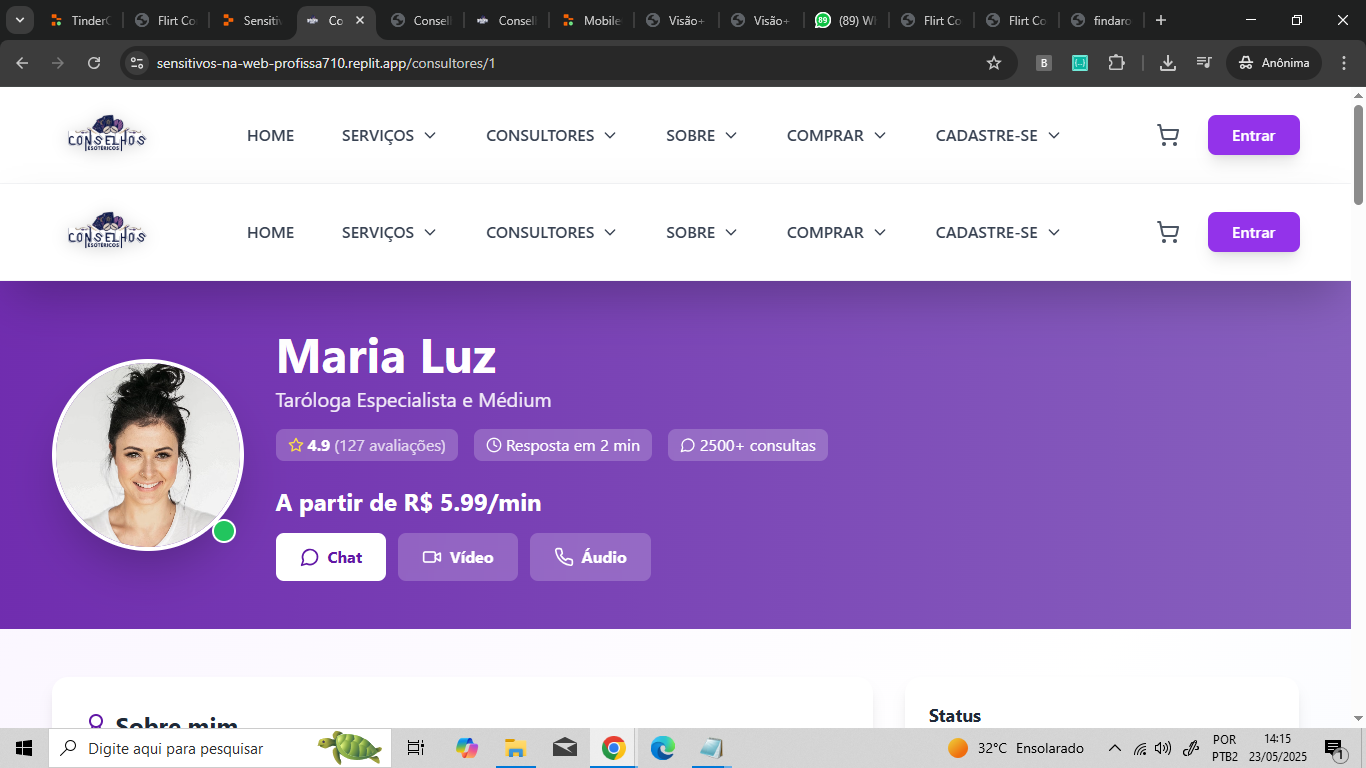 TinderC
Flirt Co
Sensitiv
Co
Consell
Consell
Mobile
Visão+
Visão+
(89) W
Flirt Co
Flirt Co
findaro
sensitivos-na-web-profissa710.replit.app/consultores/1
B
Anônima
CONSELHOS
ESOTÉRICOS
HOME SERVIÇOS CONSULTORES SOBRE COMPRAR CADASTRE-SE Entrar
CONSELHOS
ESOTÉRICOS
HOME SERVIÇOS CONSULTORES SOBRE COMPRAR CADASTRE-SE Entrar
Maria Luz
Taróloga Especialista e Médium
4.9 (127 avaliações) Resposta em 2 min 2500+ consultas
A partir de R$ 5.99/min
Chat Vídeo Áudio
Sobre mim
Status
Digite aqui para pesquisar
32°C Ensolarado
POR
PTB2
14:15
23/05/2025
1